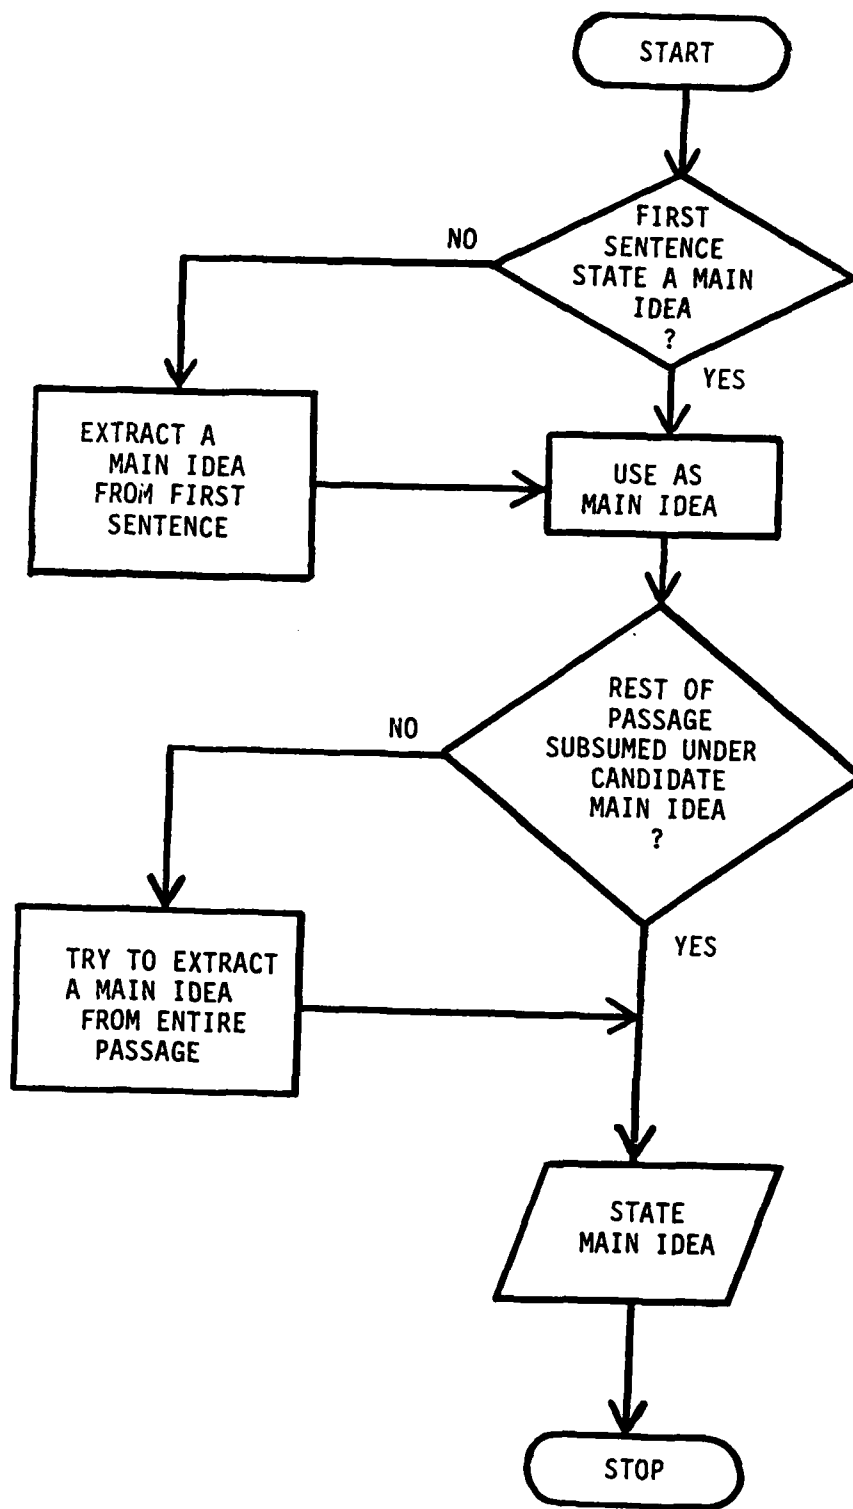 START
FIRST
SENTENCE
STATE A MAIN
IDEA
?
NO
YES
EXTRACT A
MAIN IDEA
FROM FIRST
SENTENCE
USE AS
MAIN IDEA
REST OF
PASSAGE
SUBSUMED UNDER
CANDIDATE
MAIN IDEA
?
NO
YES
TRY TO EXTRACT
A MAIN IDEA
FROM ENTIRE
PASSAGE
STATE
MAIN IDEA
STOP